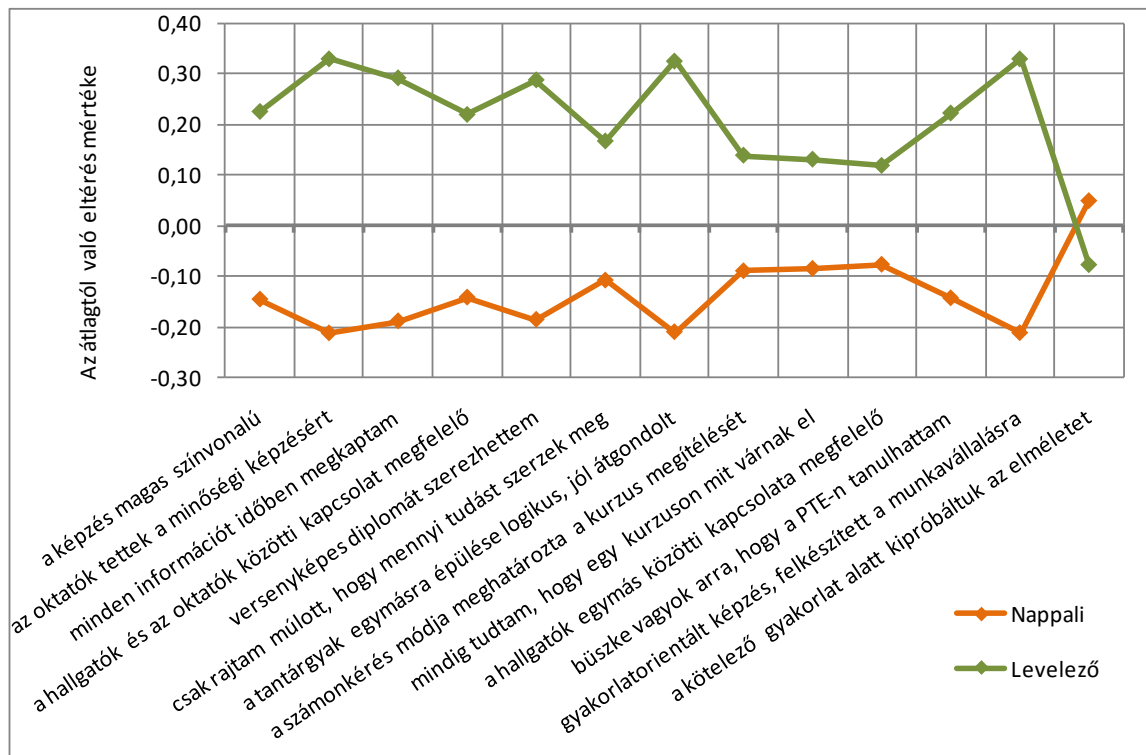 0,40
0,30
0,20
0,10
0,00
-0,10
-0,20
-0,30
Az átlagtól való eltérés mértéke
a képzés magas színvonalú
az oktatók tettek a minőségi képzésért
minden információt időben megkaptam
a hallgatók és az oktatók közötti kapcsolat megfelelő
versenyképes diplomát szerezhettem
csak rajtam múlott, hogy mennyi tudást szerzek meg
a tantárgyak egymásra épülése logikus, jól átgondolt
a számonkérés módja meghatározta a kurzus megítélését
mindig tudtam, hogy egy kurzuson mit várnak el
a hallgatók egymás közötti kapcsolata megfelelő
büszke vagyok arra, hogy a PTE-n tanulhattam
gyakorlatorientált képzés, felkészített a munkavállalásra
a kötelező gyakorlat alatt kipróbáltuk az elméletet
Nappali
Levelező